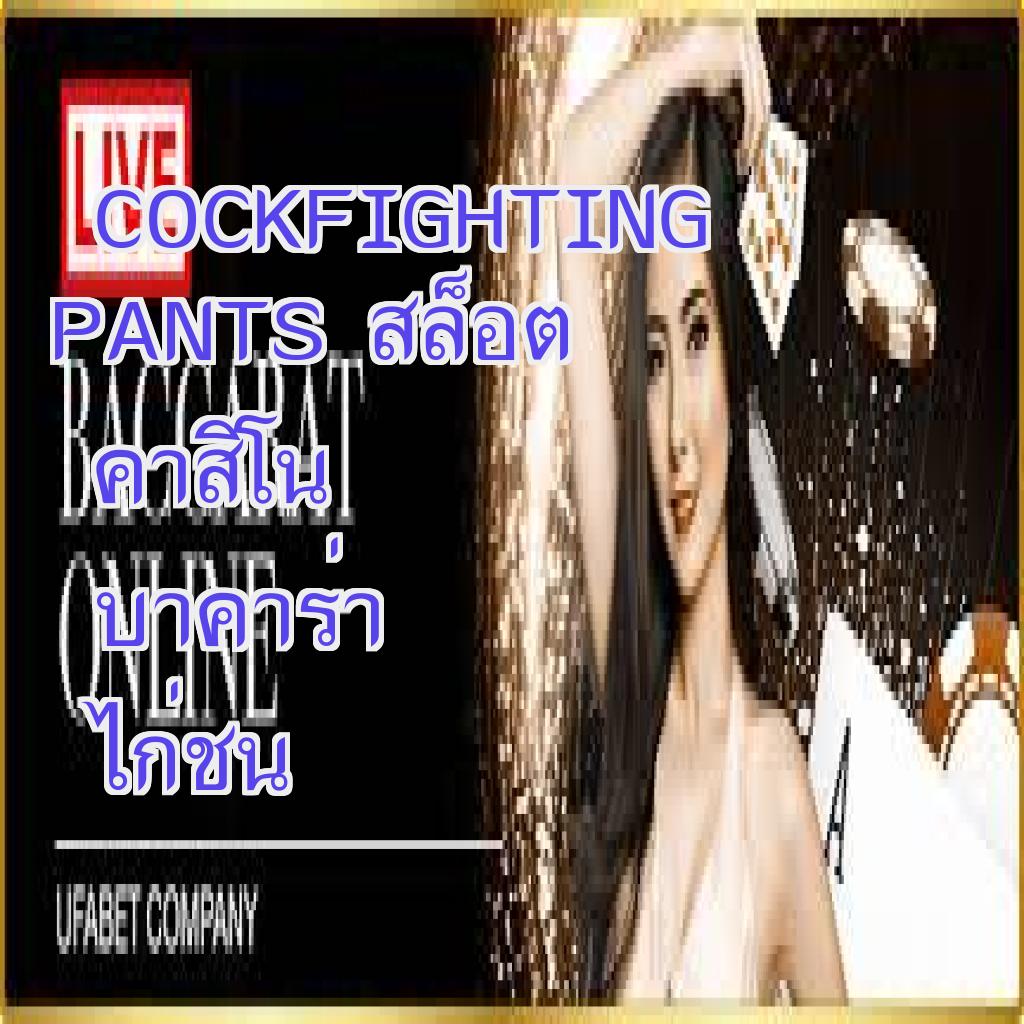 LIVE
COCKFIGHTING
PANTS สล็อต
BACCARAT
คาสิโน
ONLINE
บาคาร่า
ไก่ชน
UFABET COMPANY
A